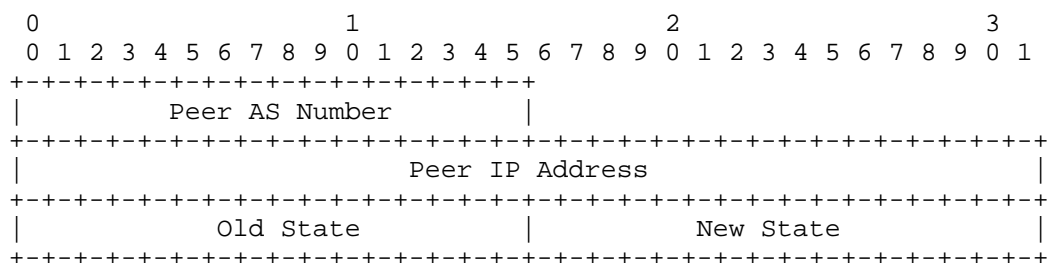 0                   1                   2                   3
 0 1 2 3 4 5 6 7 8 9 0 1 2 3 4 5 6 7 8 9 0 1 2 3 4 5 6 7 8 9 0 1
+-+-+-+-+-+-+-+-+-+-+-+-+-+-+-+-+
|         Peer AS Number        |
+-+-+-+-+-+-+-+-+-+-+-+-+-+-+-+-+-+-+-+-+-+-+-+-+-+-+-+-+-+-+-+-+
|                        Peer IP Address                        |
+-+-+-+-+-+-+-+-+-+-+-+-+-+-+-+-+-+-+-+-+-+-+-+-+-+-+-+-+-+-+-+-+
|            Old State          |          New State            |
+-+-+-+-+-+-+-+-+-+-+-+-+-+-+-+-+-+-+-+-+-+-+-+-+-+-+-+-+-+-+-+-+